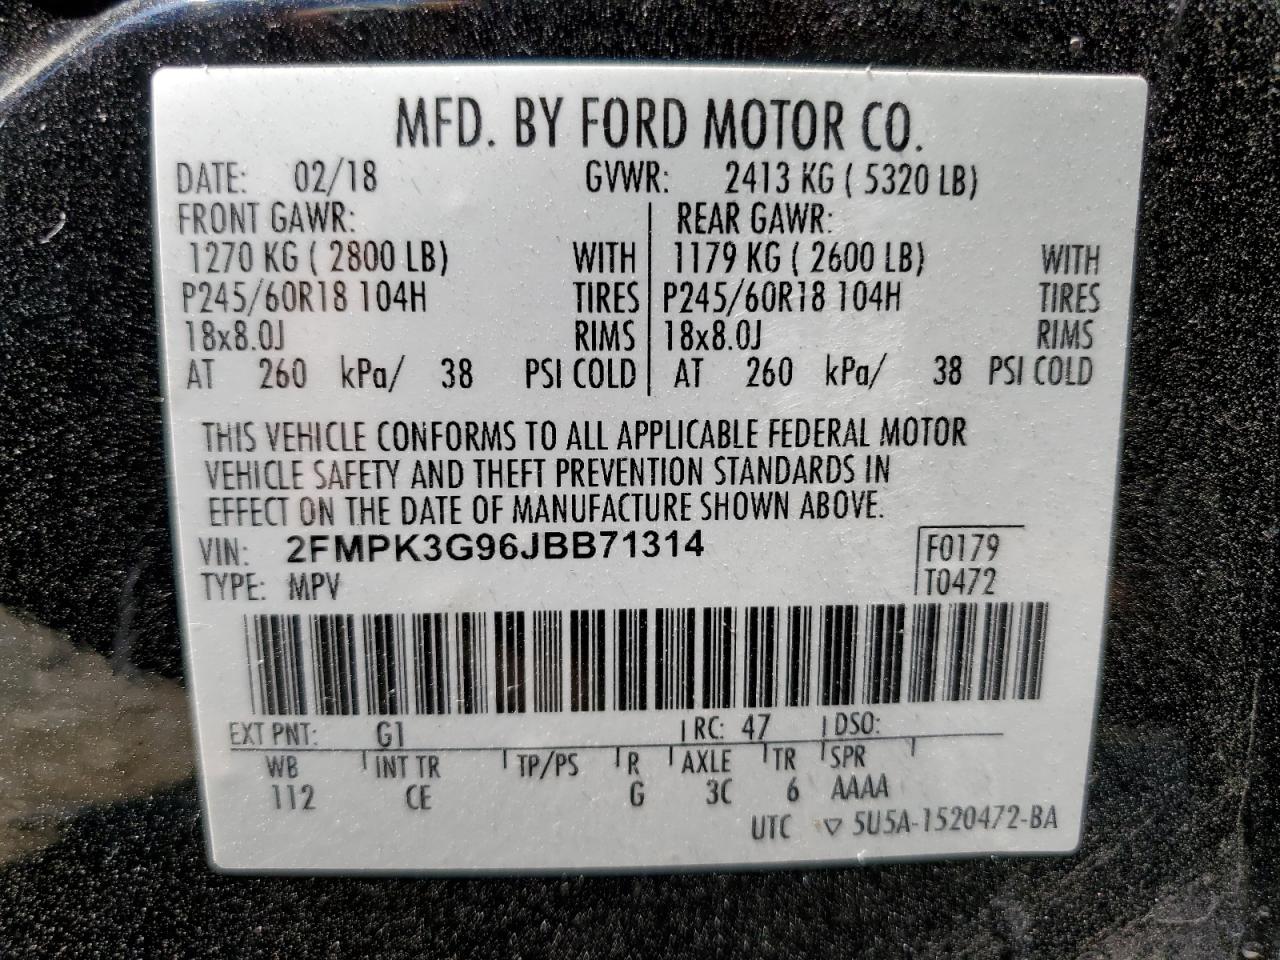 MFD. BY FORD MOTOR CO.
DATE: 02/18 GVWR: 2413 KG ( 5320 LB)
FRONT GAWR: REAR GAWR:
1270 KG ( 2800 LB) WITH 1179 KG ( 2600 LB) WITH
P245/60R18 104H TIRES P245/60R18 104H TIRES
18x8.0J RIMS 18x8.0J RIMS
AT 260 kPa/ 38 PSI COLD AT 260 kPa/ 38 PSI COLD
THIS VEHICLE CONFORMS TO ALL APPLICABLE FEDERAL MOTOR
VEHICLE SAFETY AND THEFT PREVENTION STANDARDS IN
EFFECT ON THE DATE OF MANUFACTURE SHOWN ABOVE.
VIN: 2FMPK3G96JBB71314 F0179
TYPE: MPV T0472
EXT PNT: G1 RC: 47 DSO:
WB INT TR TP/PS R AXLE TR SPR
112 CE G 3C 6 AAAA
UTC ▽ 5U5A-1520472-BA